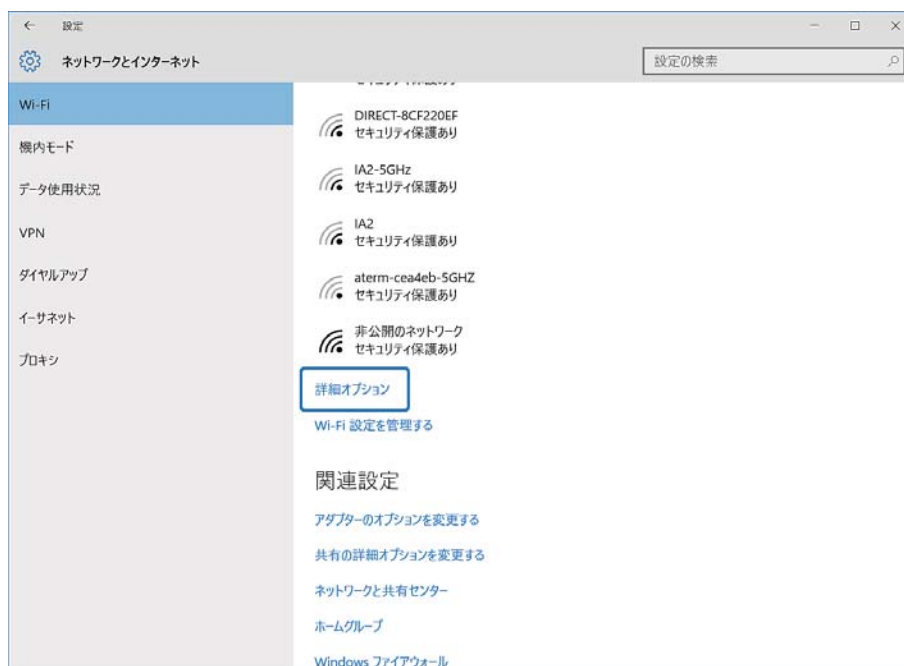 設定
ネットワークとインターネット
設定の検索
Wi-Fi
機内モード
データ使用状況
VPN
ダイヤルアップ
イーサネット
プロキシ
DIRECT-8CF220EF
セキュリティ保護あり
IA2-5GHz
セキュリティ保護あり
IA2
セキュリティ保護あり
aterm-cea4eb-5GHZ
セキュリティ保護あり
非公開のネットワーク
セキュリティ保護あり
詳細オプション
Wi-Fi 設定を管理する
関連設定
アダプターのオプションを変更する
共有の詳細オプションを変更する
ネットワークと共有センター
ホームグループ
Windows ファイアウォール